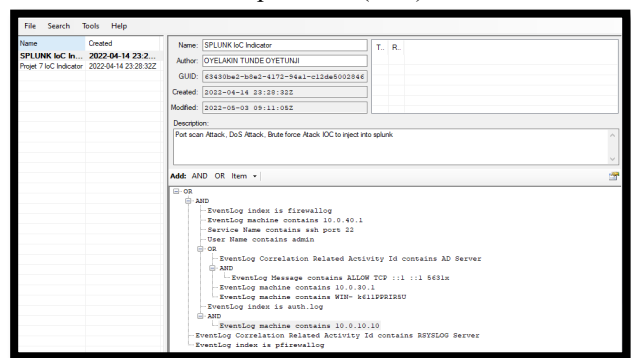 File Search Tools Help
Name Created
SPLUNK IoC In... 2022-04-14 23:2...
Projet 7 IoC Indicator 2022-04-14 23:28:32Z
Name: SPLUNK IoC Indicator
Author: OYELAKIN TUNDE OYETUNJI
GUID: 63430be2-b8e2-4172-94a1-c12de5002846
Created: 2022-04-14 23:28:32Z
Modified: 2022-05-03 09:11:05Z
T.. R..
Description:
Port scan Attack, DoS Attack, Brute force Atack IOC to inject into splunk
Add: AND OR Item
OR
AND
EventLog index is firewallog
EventLog machine contains 10.0.40.1
Service Name contains ssh port 22
User Name contains admin
OR
EventLog Correlation Related Activity Id contains AD Server
AND
EventLog Message contains ALLOW TCP ::1 ::1 5631x
EventLog machine contains 10.0.30.1
EventLog machine contains WIN- k611PPRIR5U
EventLog index is auth.log
AND
EventLog machine contains 10.0.10.10
EventLog Correlation Related Activity Id contains RSYSLOG Server
EventLog index is pfirewallog